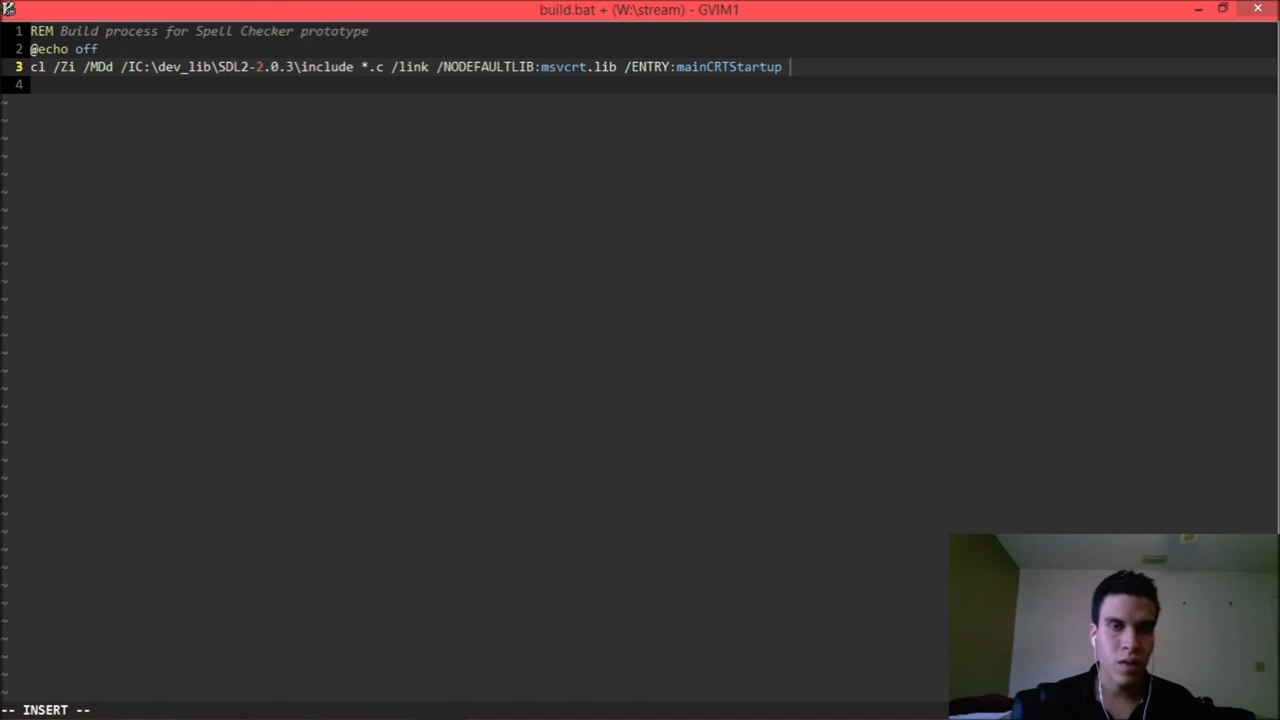 build.bat + (W:\stream) - GVIM1
1 REM Build process for Spell Checker prototype
2 @echo off
3 cl /Zi /MDd /IC:\dev_lib\SDL2-2.0.3\include *.c /link /NODEFAULTLIB:msvcrt.lib /ENTRY:mainCRTStartup
4
-- INSERT --